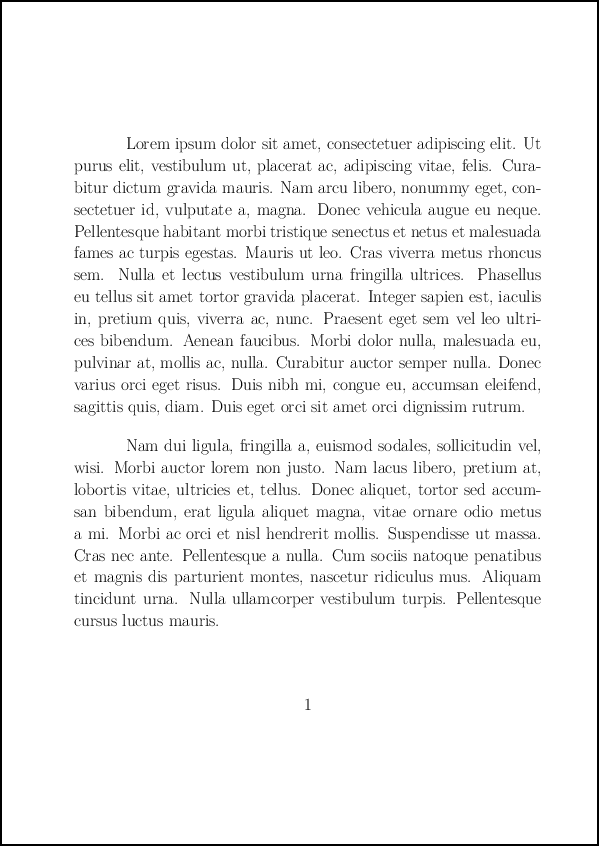 Lorem ipsum dolor sit amet, consectetuer adipiscing elit. Ut
purus elit, vestibulum ut, placerat ac, adipiscing vitae, felis. Cura-
bitur dictum gravida mauris. Nam arcu libero, nonummy eget, con-
sectetuer id, vulputate a, magna. Donec vehicula augue eu neque.
Pellentesque habitant morbi tristique senectus et netus et malesuada
fames ac turpis egestas. Mauris ut leo. Cras viverra metus rhoncus
sem. Nulla et lectus vestibulum urna fringilla ultrices. Phasellus
eu tellus sit amet tortor gravida placerat. Integer sapien est, iaculis
in, pretium quis, viverra ac, nunc. Praesent eget sem vel leo ultri-
ces bibendum. Aenean faucibus. Morbi dolor nulla, malesuada eu,
pulvinar at, mollis ac, nulla. Curabitur auctor semper nulla. Donec
varius orci eget risus. Duis nibh mi, congue eu, accumsan eleifend,
sagittis quis, diam. Duis eget orci sit amet orci dignissim rutrum.
Nam dui ligula, fringilla a, euismod sodales, sollicitudin vel,
wisi. Morbi auctor lorem non justo. Nam lacus libero, pretium at,
lobortis vitae, ultricies et, tellus. Donec aliquet, tortor sed accum-
san bibendum, erat ligula aliquet magna, vitae ornare odio metus
a mi. Morbi ac orci et nisl hendrerit mollis. Suspendisse ut massa.
Cras nec ante. Pellentesque a nulla. Cum sociis natoque penatibus
et magnis dis parturient montes, nascetur ridiculus mus. Aliquam
tincidunt urna. Nulla ullamcorper vestibulum turpis. Pellentesque
cursus luctus mauris.
1